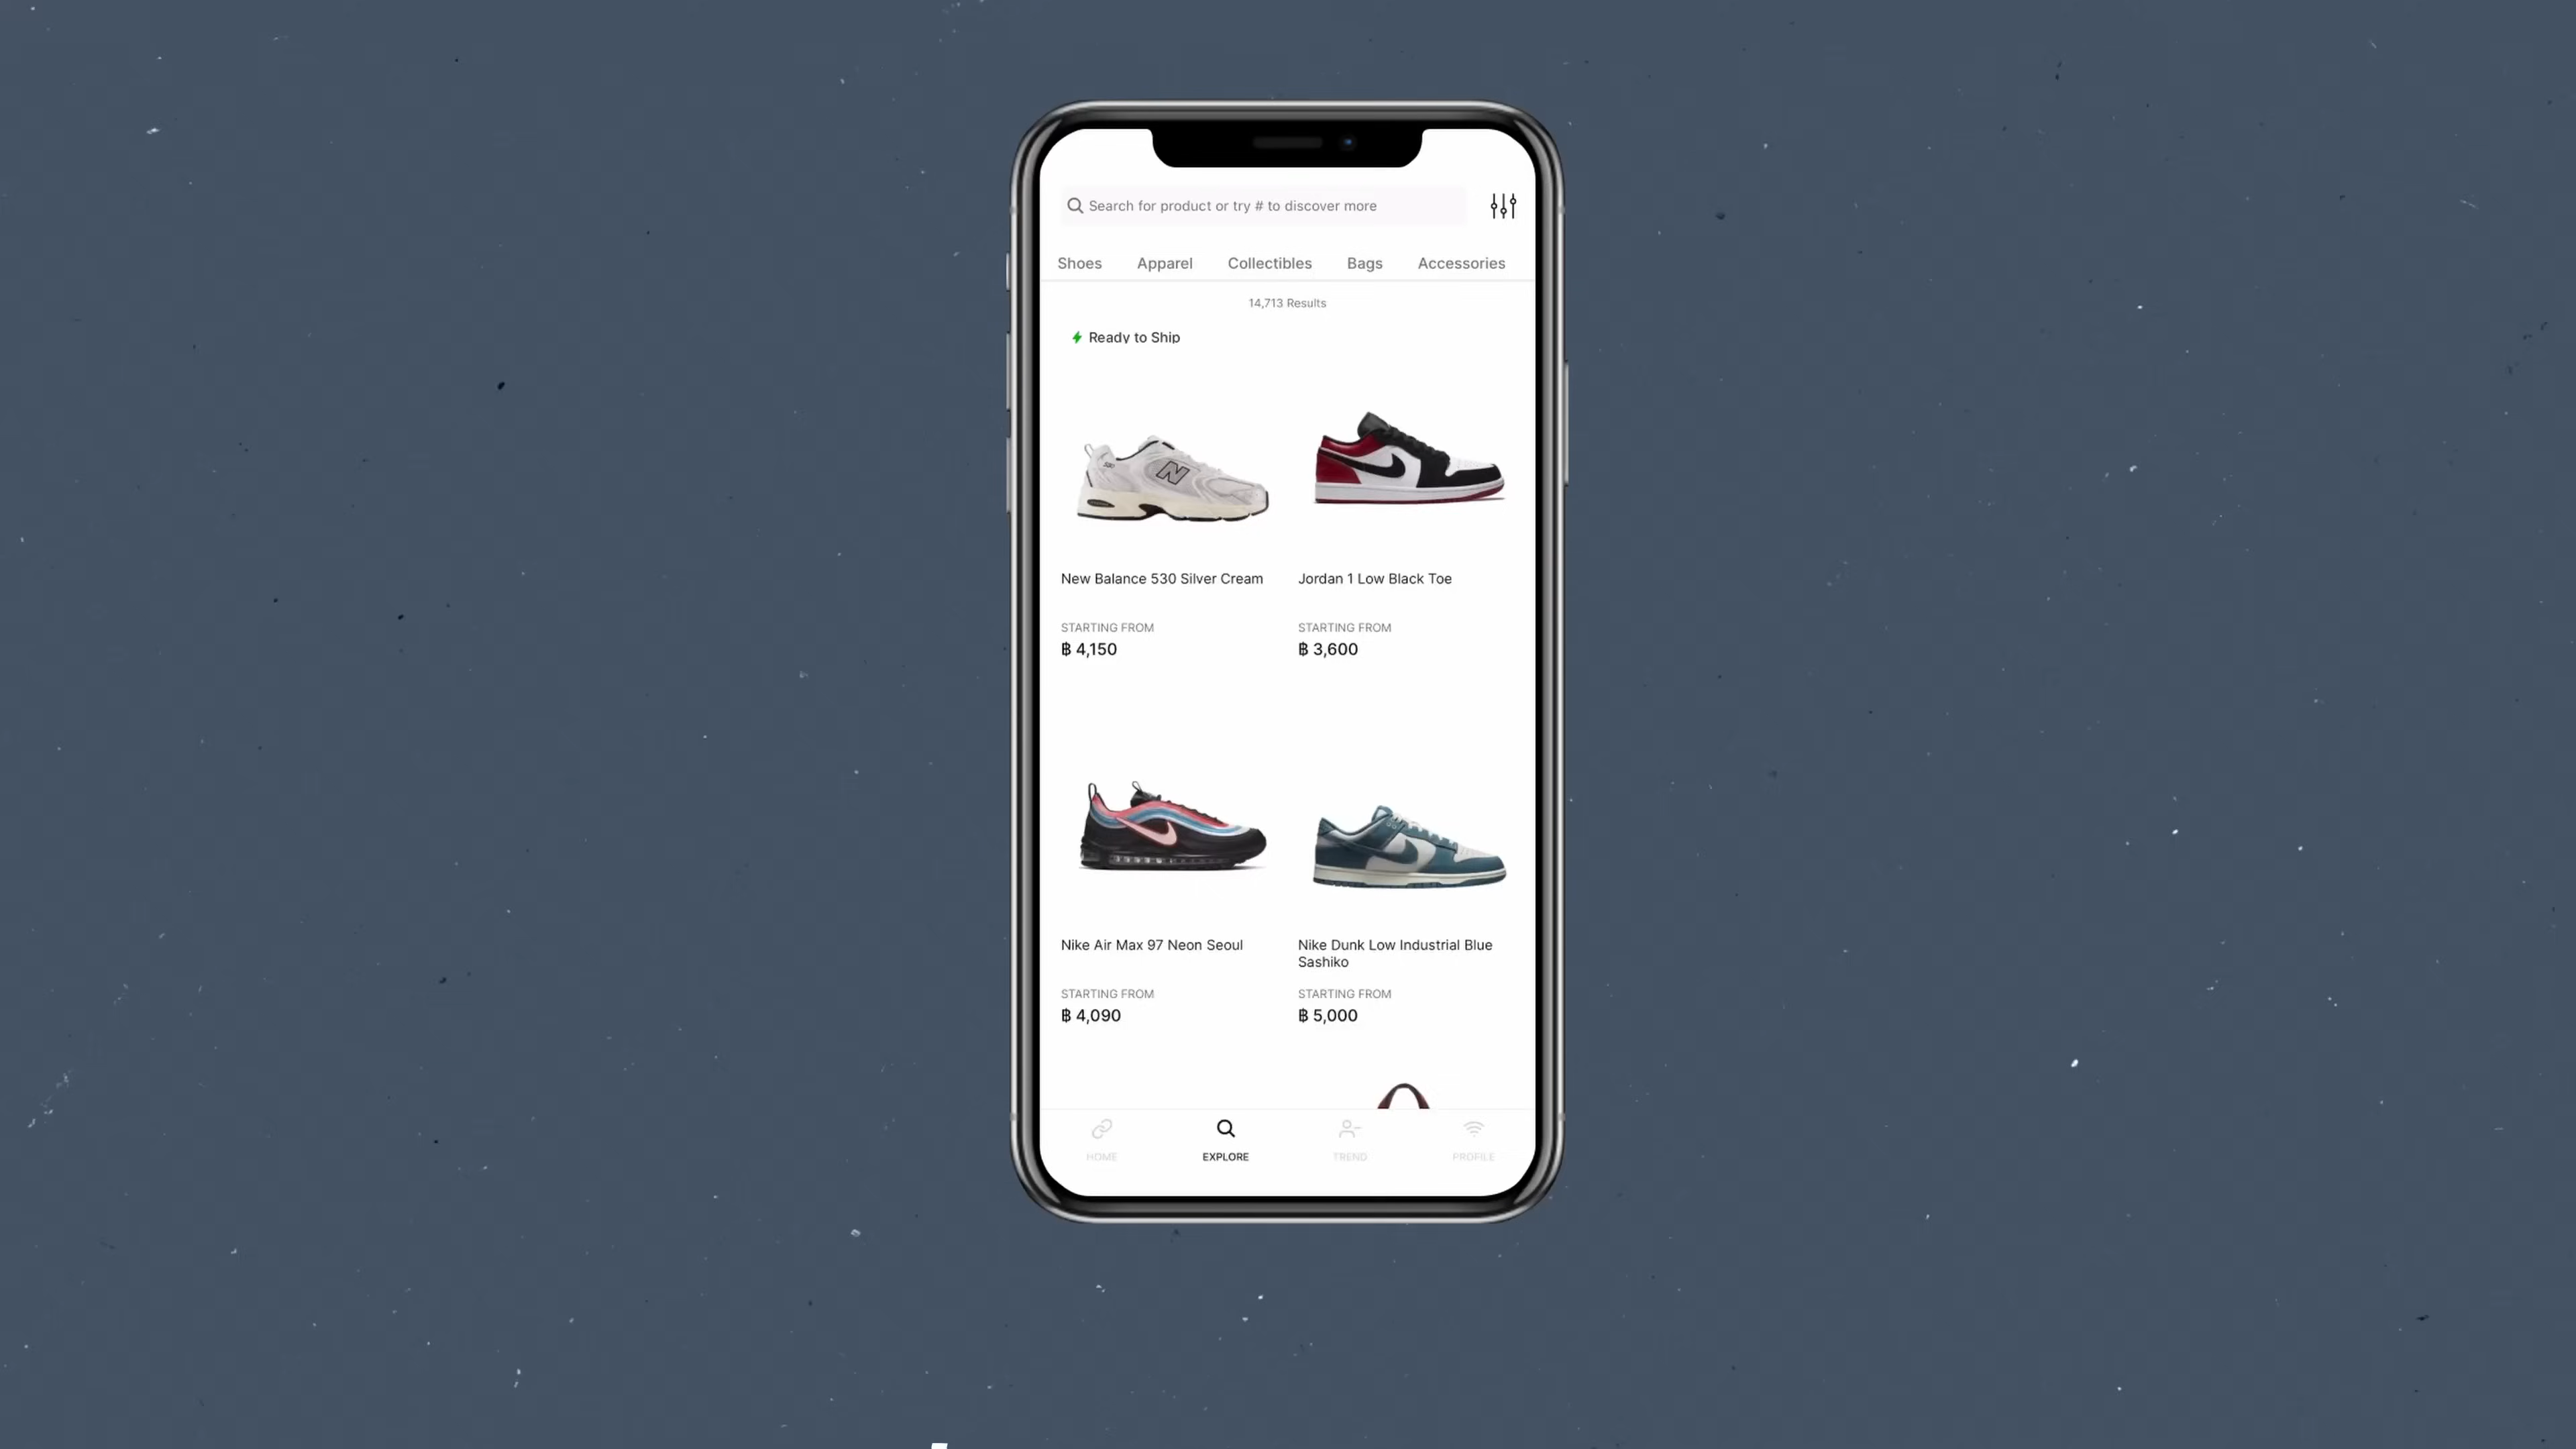 Search for product or try # to discover more
Shoes Apparel Collectibles Bags Accessories
14,713 Results
Ready to Ship
N
New Balance 530 Silver Cream
STARTING FROM
฿ 4,150
Jordan 1 Low Black Toe
STARTING FROM
฿ 3,600
Nike Air Max 97 Neon Seoul
STARTING FROM
฿ 4,090
Nike Dunk Low Industrial Blue
Sashiko
STARTING FROM
฿ 5,000
HOME EXPLORE TREND PROFILE